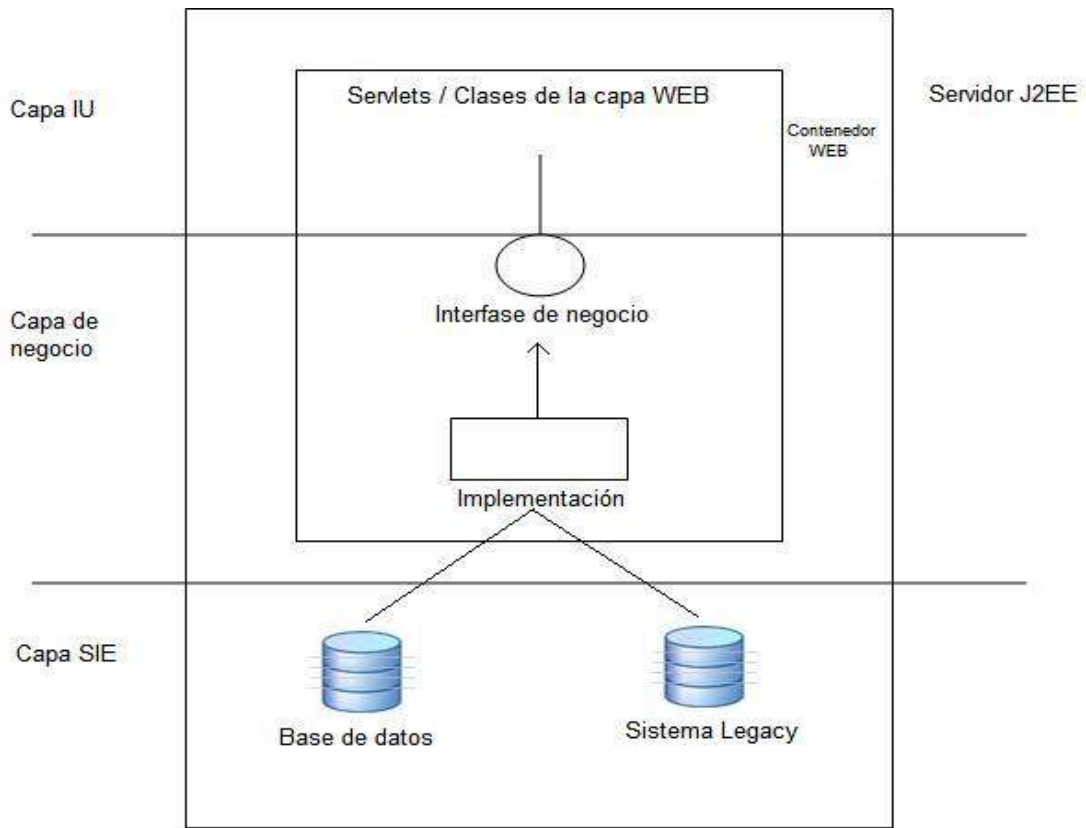 Capa IU
Servlets / Clases de la capa WEB
Servidor J2EE
Contenedor
WEB
Interfase de negocio
Capa de
negocio
Implementación
Capa SIE
Base de datos
Sistema Legacy